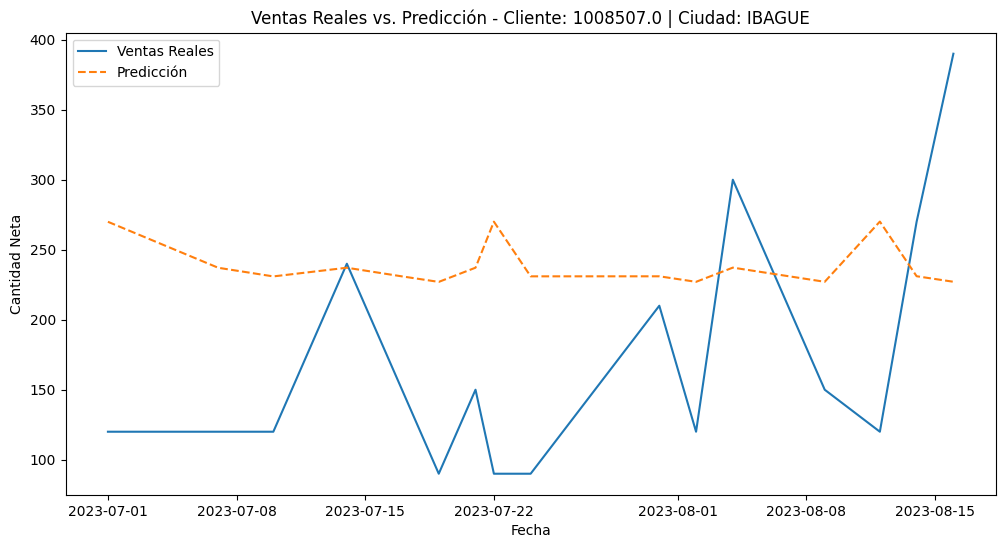 Ventas Reales vs. Predicción - Cliente: 1008507.0 | Ciudad: IBAGUE
Ventas Reales
Predicción
Cantidad Neta
400
350
300
250
200
150
100
2023-07-01
2023-07-08
2023-07-15
2023-07-22
2023-08-01
2023-08-08
2023-08-15
Fecha